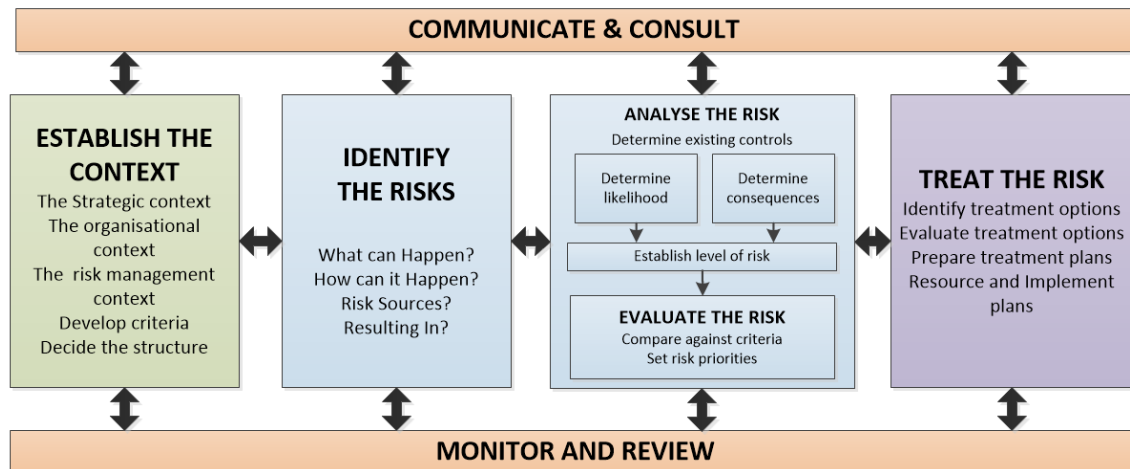 COMMUNICATE & CONSULT
ESTABLISH THE
CONTEXT
The Strategic context
The organisational
context
The risk management
context
Develop criteria
Decide the structure
IDENTIFY
THE RISKS
What can Happen?
How can it Happen?
Risk Sources?
Resulting In?
ANALYSE THE RISK
Determine existing controls
Determine
likelihood
Determine
consequences
Establish level of risk
EVALUATE THE RISK
Compare against criteria
Set risk priorities
TREAT THE RISK
Identify treatment options
Evaluate treatment options
Prepare treatment plans
Resource and Implement
plans
MONITOR AND REVIEW